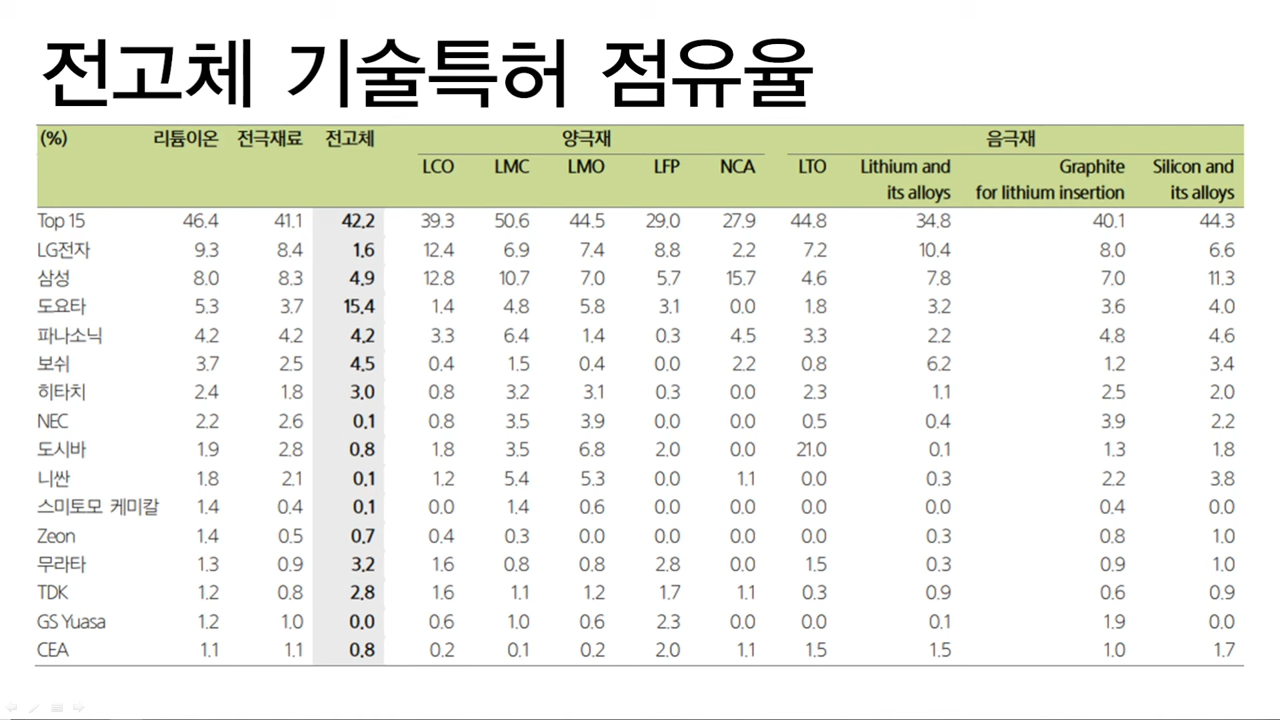 전고체 기술특허 점유율
(%) 리튬이온 전극재료 전고체 양극재 음극재
LCO LMC LMO LFP NCA LTO Lithium and its alloys Graphite for lithium insertion Silicon and its alloys
Top 15 46.4 41.1 42.2 39.3 50.6 44.5 29.0 27.9 44.8 34.8 40.1 44.3
LG전자 9.3 8.4 1.6 12.4 6.9 7.4 8.8 2.2 7.2 10.4 8.0 6.6
삼성 8.0 8.3 4.9 12.8 10.7 7.0 5.7 15.7 4.6 7.8 7.0 11.3
도요타 5.3 3.7 15.4 1.4 4.8 5.8 3.1 0.0 1.8 3.2 3.6 4.0
파나소닉 4.2 4.2 4.2 3.3 6.4 1.4 0.3 4.5 3.3 2.2 4.8 4.6
보쉬 3.7 2.5 4.5 0.4 1.5 0.4 0.0 2.2 0.8 6.2 1.2 3.4
히타치 2.4 1.8 3.0 0.8 3.2 3.1 0.3 0.0 2.3 1.1 2.5 2.0
NEC 2.2 2.6 0.1 0.8 3.5 3.9 0.0 0.0 0.5 0.4 3.9 2.2
도시바 1.9 2.8 0.8 1.8 3.5 6.8 2.0 0.0 21.0 0.1 1.3 1.8
니싼 1.8 2.1 0.1 1.2 5.4 5.3 0.0 1.1 0.0 0.3 2.2 3.8
스미토모 케미칼 1.4 0.4 0.1 0.0 1.4 0.6 0.0 0.0 0.0 0.0 0.4 0.0
Zeon 1.4 0.5 0.7 0.4 0.3 0.0 0.0 0.0 0.0 0.3 0.8 1.0
무라타 1.3 0.9 3.2 1.6 0.8 0.8 2.8 0.0 1.5 0.3 0.9 1.0
TDK 1.2 0.8 2.8 1.6 1.1 1.2 1.7 1.1 0.3 0.9 0.6 0.9
GS Yuasa 1.2 1.0 0.0 0.6 1.0 0.6 2.3 0.0 0.0 0.1 1.9 0.0
CEA 1.1 1.1 0.8 0.2 0.1 0.2 2.0 1.1 1.5 1.5 1.0 1.7